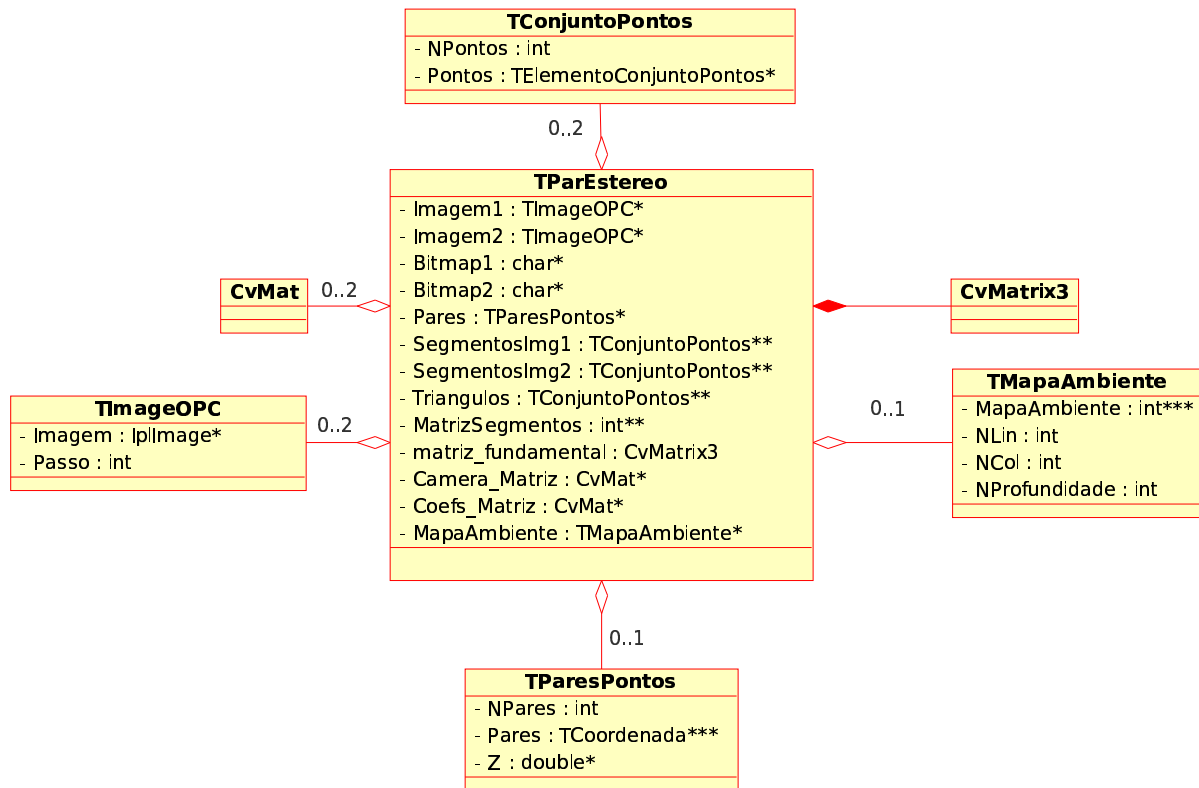 TConjuntoPontos
- NPontos : int
- Pontos : TElementoConjuntoPontos*
0..2
TParEstereo
- Imagem1 : TImageOPC*
- Imagem2 : TImageOPC*
- Bitmap1 : char*
- Bitmap2 : char*
- Pares : TParesPontos*
- SegmentosImg1 : TConjuntoPontos**
- SegmentosImg2 : TConjuntoPontos**
- Triangulos : TConjuntoPontos**
- MatrizSegmentos : int**
- matriz_fundamental : CvMatrix3
- Camera_Matriz : CvMat*
- Coefs_Matriz : CvMat*
- MapaAmbiente : TMapaAmbiente*
CvMat
0..2
CvMatrix3
TImageOPC
- Imagem : IplImage*
- Passo : int
0..2
TMapaAmbiente
- MapaAmbiente : int***
- NLin : int
- NCol : int
- NProfundidade : int
0..1
0..1
TParesPontos
- NPares : int
- Pares : TCoordenada***
- Z : double*